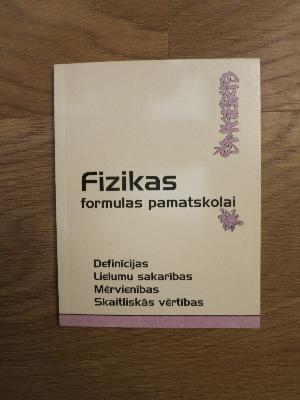 Fizikas
formulas pamatskolai
Definīcijas
Lielumu sakarības
Mērvienības
Skaitliskās vērtības